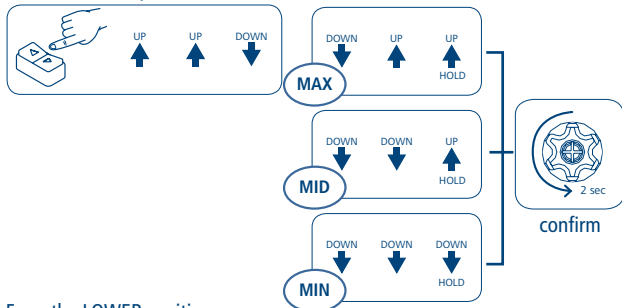 UP UP DOWN
DOWN UP UP
HOLD
MAX
DOWN DOWN UP
HOLD
MID
2 sec
confirm
DOWN DOWN DOWN
HOLD
MIN